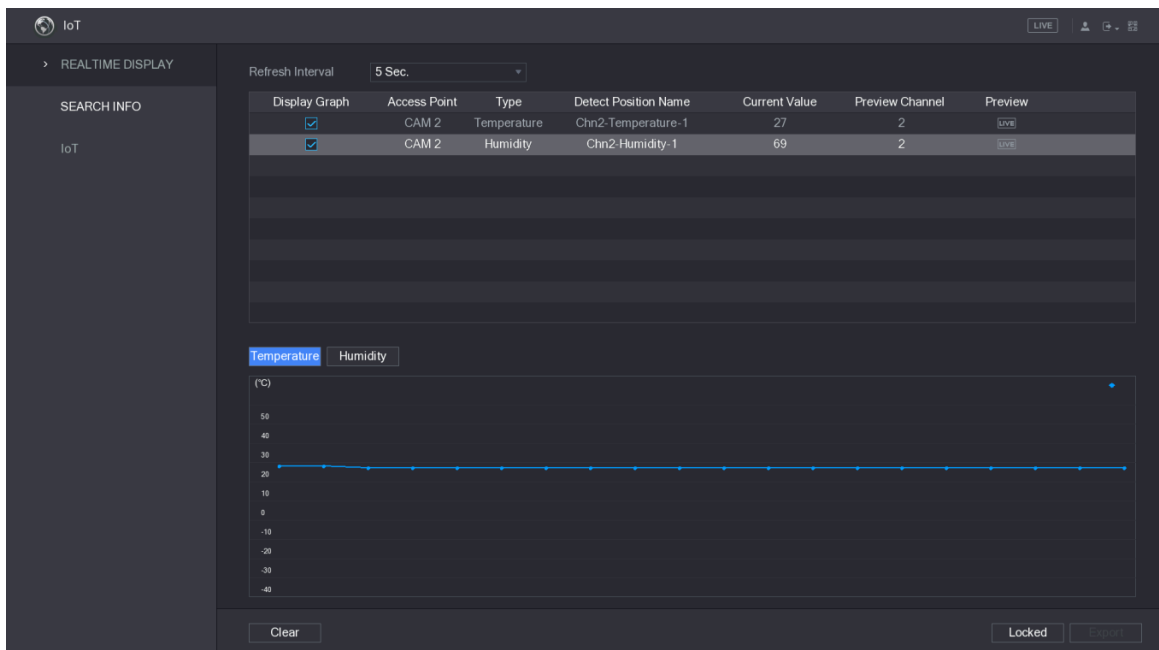 IoT LIVE
REALTIME DISPLAY
SEARCH INFO
IoT
Refresh Interval 5 Sec.
Display Graph Access Point Type Detect Position Name Current Value Preview Channel Preview
CAM 2 Temperature Chn2-Temperature-1 27 2 LIVE
CAM 2 Humidity Chn2-Humidity-1 69 2 LIVE
Temperature Humidity
(°C)
50
40
30
20
10
0
-10
-20
-30
-40
Clear Locked Export